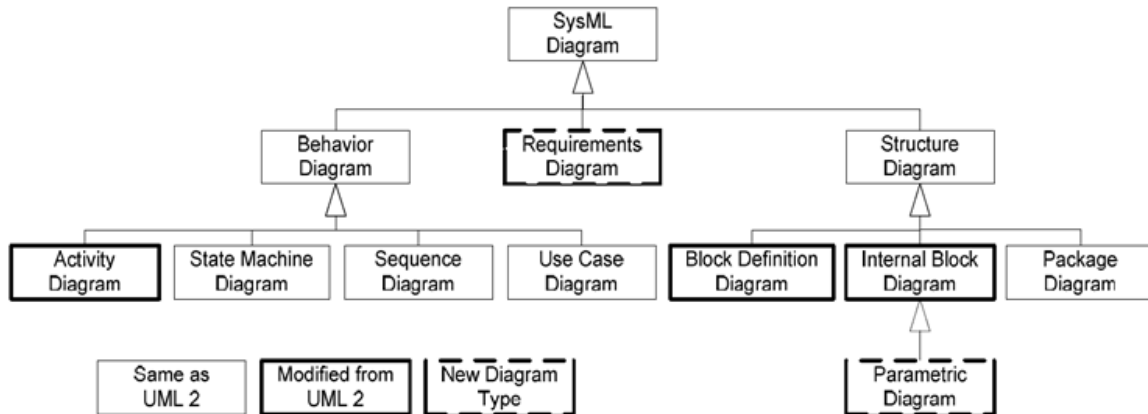 SysML
Diagram
Behavior
Diagram
Requirements
Diagram
Structure
Diagram
Activity
Diagram
State Machine
Diagram
Sequence
Diagram
Use Case
Diagram
Block Definition
Diagram
Internal Block
Diagram
Package
Diagram
Same as
UML 2
Modified from
UML 2
New Diagram
Type
Parametric
Diagram